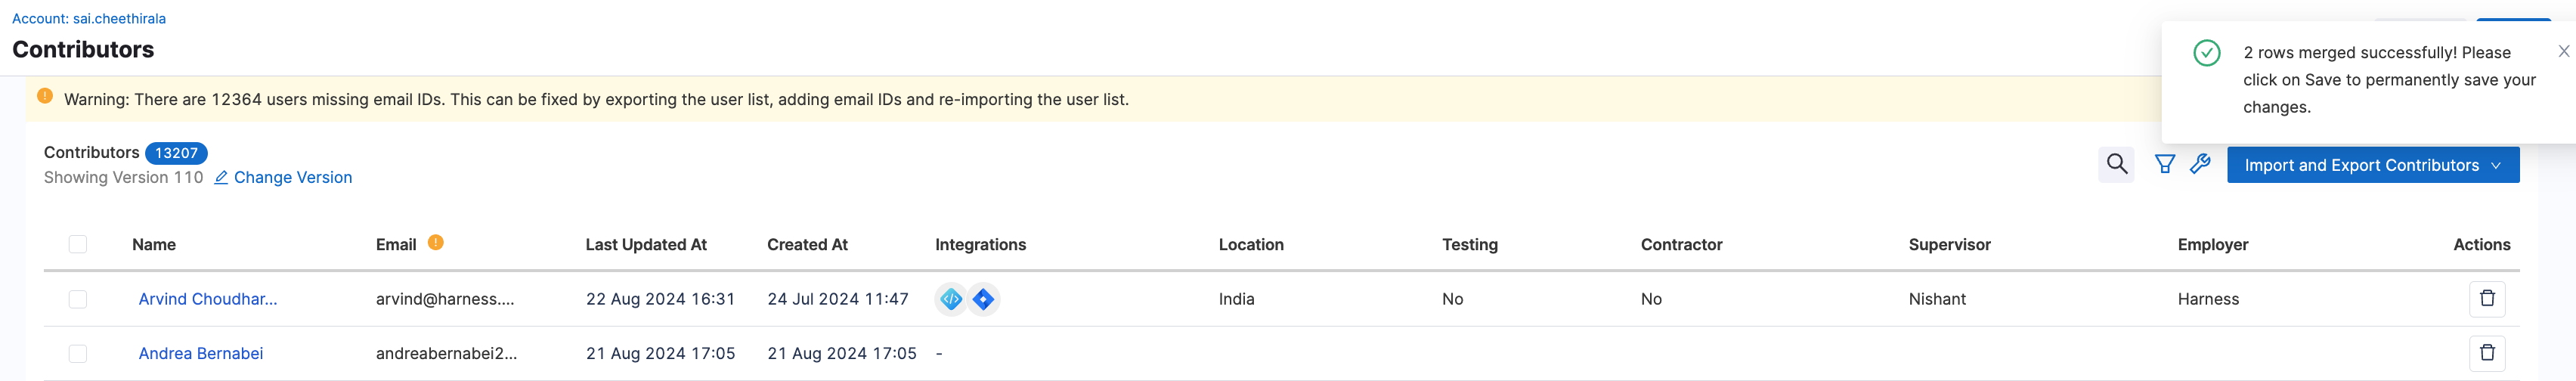 Account: sai.cheethirala
Contributors
2 rows merged successfully! Please
click on Save to permanently save your
changes.
Warning: There are 12364 users missing email IDs. This can be fixed by exporting the user list, adding email IDs and re-importing the user list.
Contributors 13207
Showing Version 110 Change Version
Import and Export Contributors
Name Email Last Updated At Created At Integrations Location Testing Contractor Supervisor Employer Actions
Arvind Choudhar... arvind@harness.... 22 Aug 2024 16:31 24 Jul 2024 11:47 India No No Nishant Harness
Andrea Bernabei andreabernabei2... 21 Aug 2024 17:05 21 Aug 2024 17:05 -